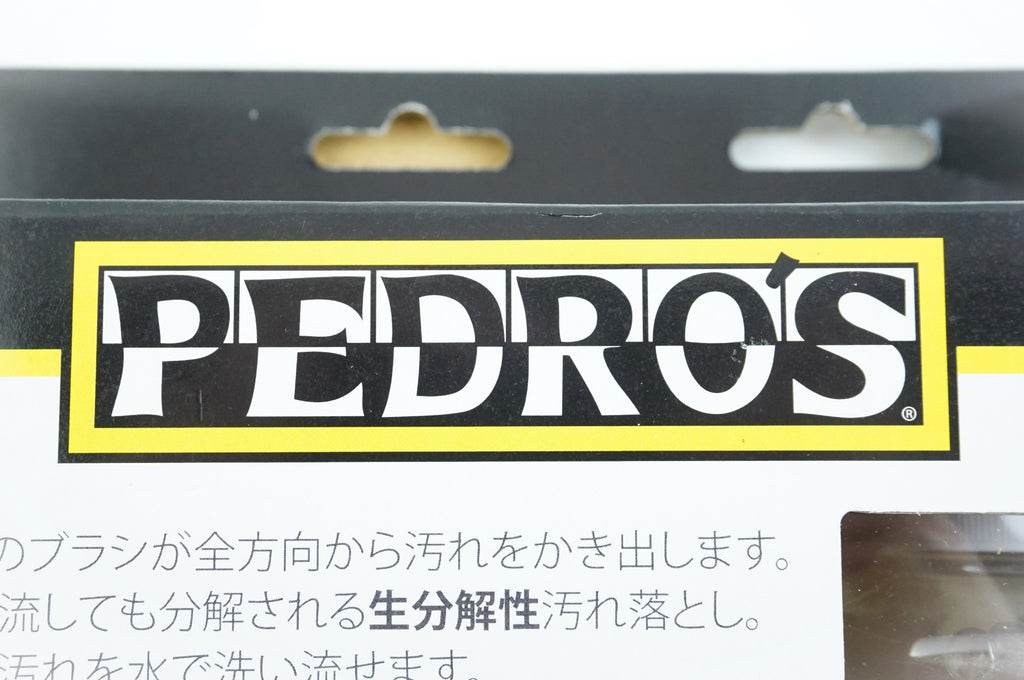 PEDRO'S®
のブラシが全方向から汚れをかき出します。
流しても分解される生分解性汚れ落とし。
汚れを水で洗い流せます。